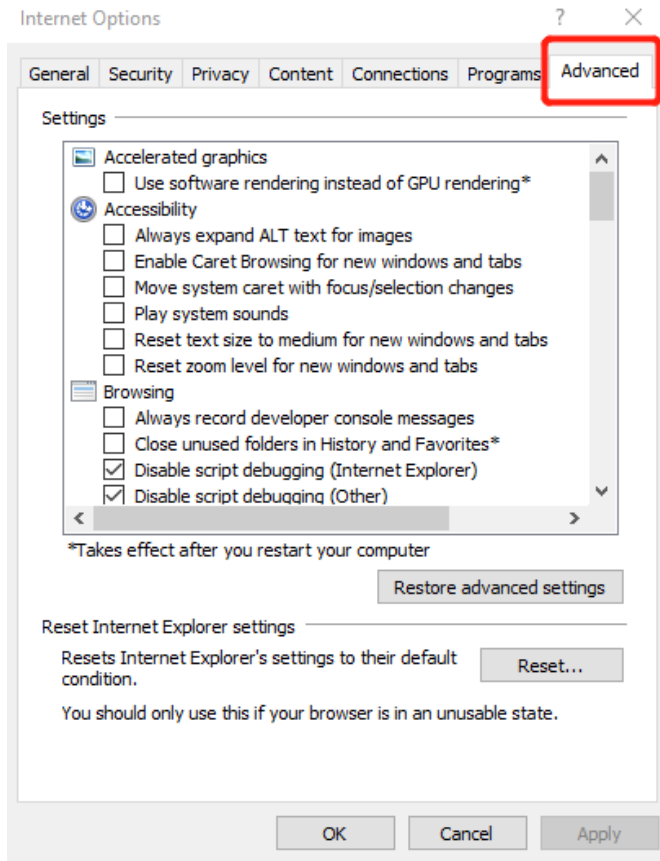 Internet Options
General Security Privacy Content Connections Programs Advanced
Settings
Accelerated graphics
Use software rendering instead of GPU rendering*
Accessibility
Always expand ALT text for images
Enable Caret Browsing for new windows and tabs
Move system caret with focus/selection changes
Play system sounds
Reset text size to medium for new windows and tabs
Reset zoom level for new windows and tabs
Browsing
Always record developer console messages
Close unused folders in History and Favorites*
Disable script debugging (Internet Explorer)
Disable script debugging (Other)
*Takes effect after you restart your computer
Restore advanced settings
Reset Internet Explorer settings
Resets Internet Explorer's settings to their default
condition.
Reset...
You should only use this if your browser is in an unusable state.
OK Cancel Apply